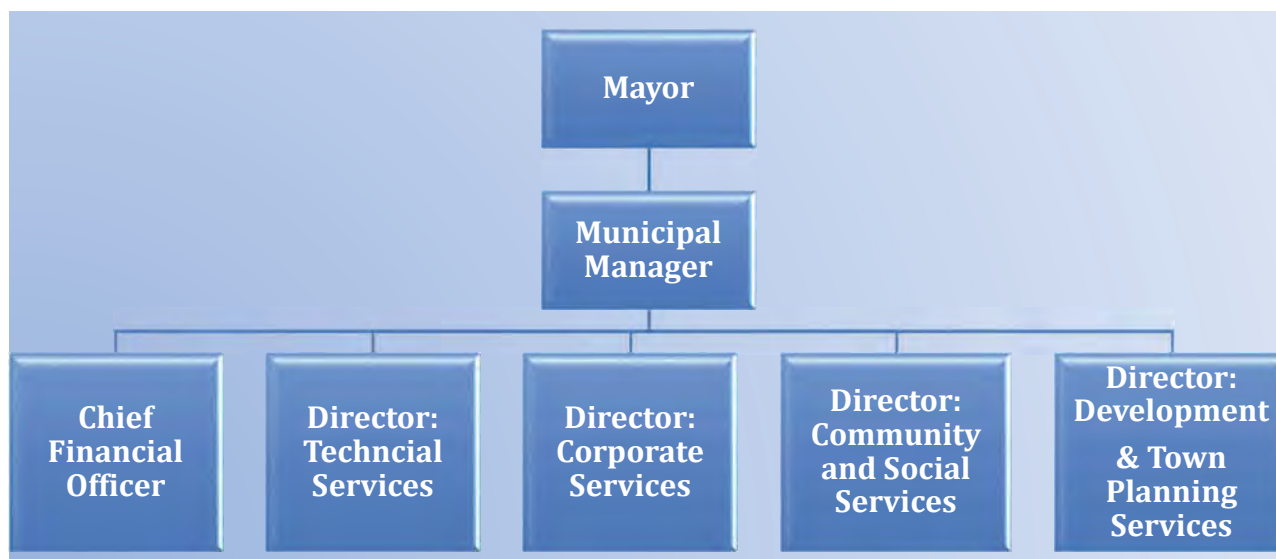 Mayor
Municipal
Manager
Chief
Financial
Officer
Director:
Techncial
Services
Director:
Corporate
Services
Director:
Community
and Social
Services
Director:
Development
& Town
Planning
Services